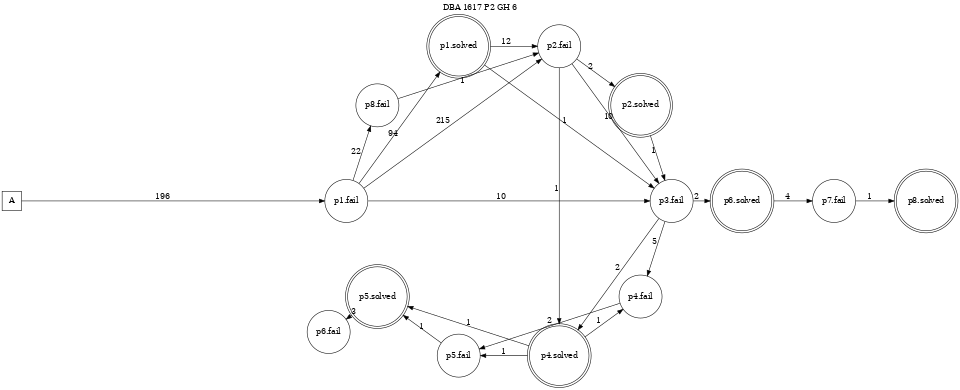 DBA 1617 P2 GH 6
p1.solved
12
p2.fail
2
1
p8.fail
p2.solved
94
215
1
10
22
1
A
196
p1.fail
10
1
p3.fail
2
p6.solved
4
p7.fail
1
p8.solved
5
2
p5.solved
p4.fail
3
1
2
1
p6.fail
1
p5.fail
1
p4.solved